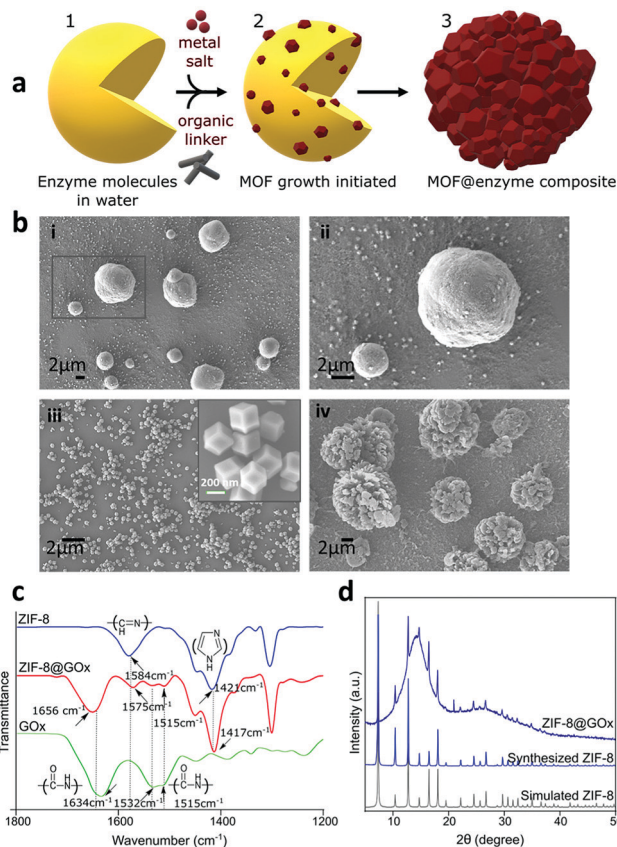 a
1
2
3
metal
salt
organic
linker
Enzyme molecules
in water
MOF growth initiated
MOF@enzyme composite
b
i
2μm
ii
2μm
iii
200 nm
2μm
iv
2μm
c
ZIF-8
(C=N)
H
N
N
H
ZIF-8@GOx
1584cm-1
1421cm-1
1656 cm-1
1575cm-1
1515cm-1
GOx
1417cm-1
O
(C-N)
H
O
(C-N)
H
1634cm-1
1532cm-1
1515cm-1
Transmittance
1800
1600
1400
1200
Wavenumber (cm-1)
d
Intensity (a.u.)
ZIF-8@GOx
Synthesized ZIF-8
Simulated ZIF-8
10
20
30
40
50
2θ (degree)